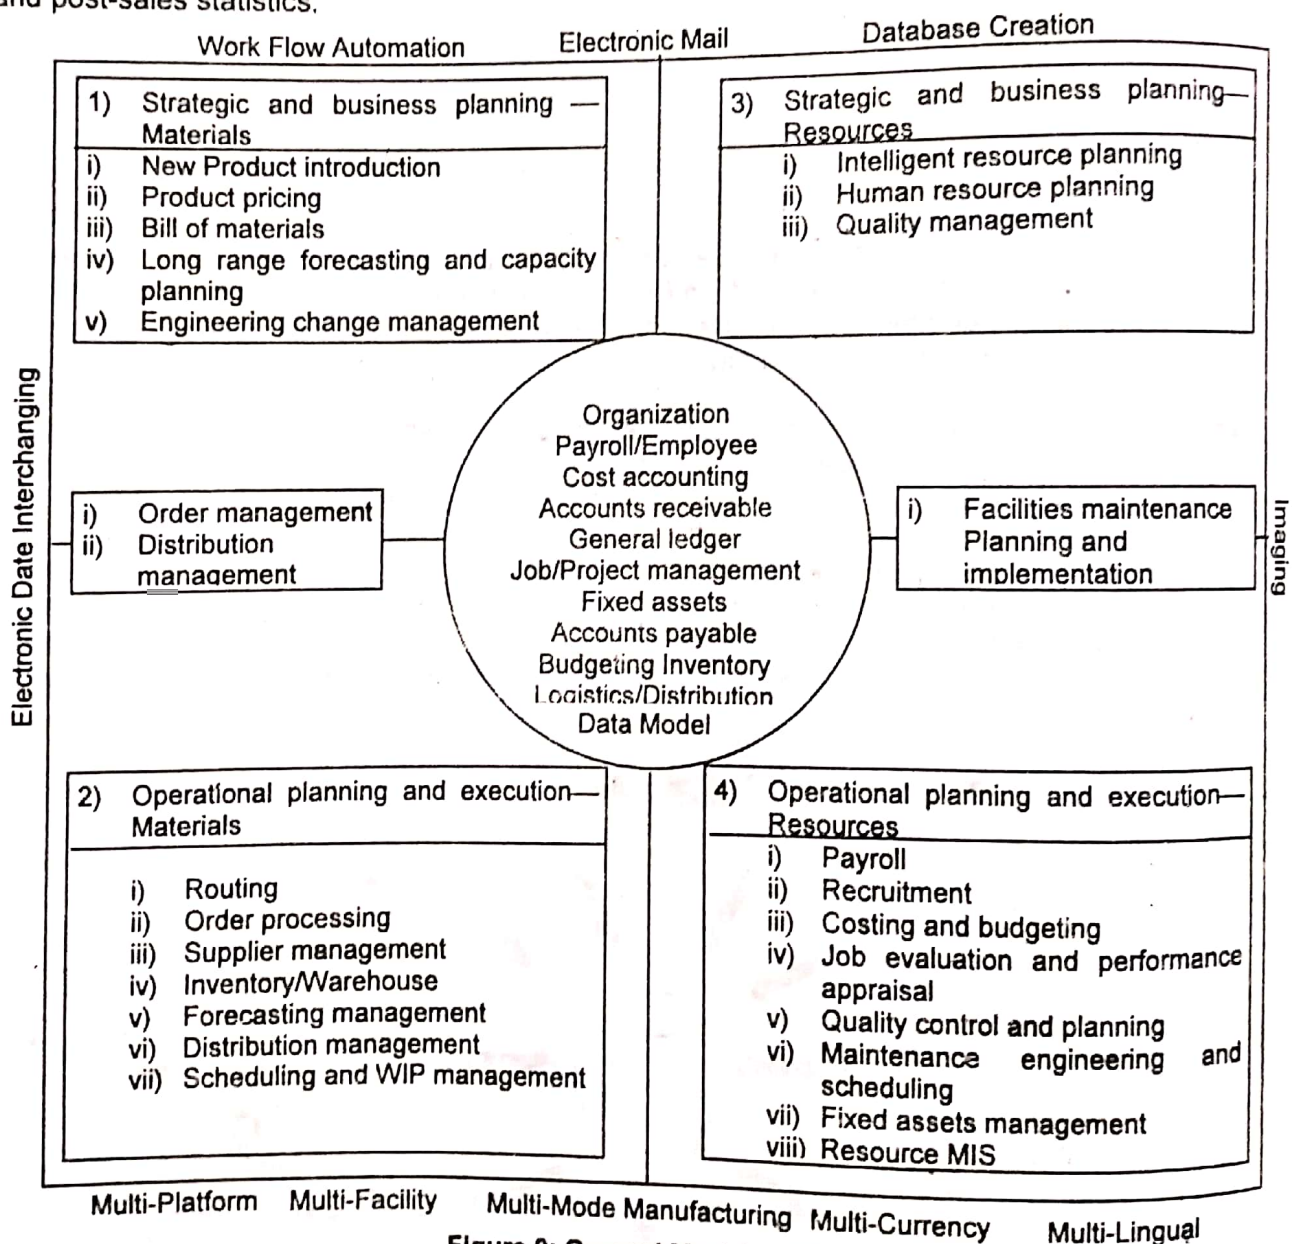 and post-sales statistics.
Work Flow Automation Electronic Mail Database Creation
1) Strategic and business planning —
Materials
i) New Product introduction
ii) Product pricing
iii) Bill of materials
iv) Long range forecasting and capacity
planning
v) Engineering change management
3) Strategic and business planning—
Resources
i) Intelligent resource planning
ii) Human resource planning
iii) Quality management
Electronic Date Interchanging
i) Order management
ii) Distribution
management
Organization
Payroll/Employee
Cost accounting
Accounts receivable
General ledger
Job/Project management
Fixed assets
Accounts payable
Budgeting Inventory
Logistics/Distribution
Data Model
i) Facilities maintenance
Planning and
implementation
Imaging
2) Operational planning and execution—
Materials
i) Routing
ii) Order processing
iii) Supplier management
iv) Inventory/Warehouse
v) Forecasting management
vi) Distribution management
vii) Scheduling and WIP management
4) Operational planning and execution—
Resources
i) Payroll
ii) Recruitment
iii) Costing and budgeting
iv) Job evaluation and performance
appraisal
v) Quality control and planning
vi) Maintenance engineering and
scheduling
vii) Fixed assets management
viii) Resource MIS
Multi-Platform Multi-Facility Multi-Mode Manufacturing Multi-Currency Multi-Lingual